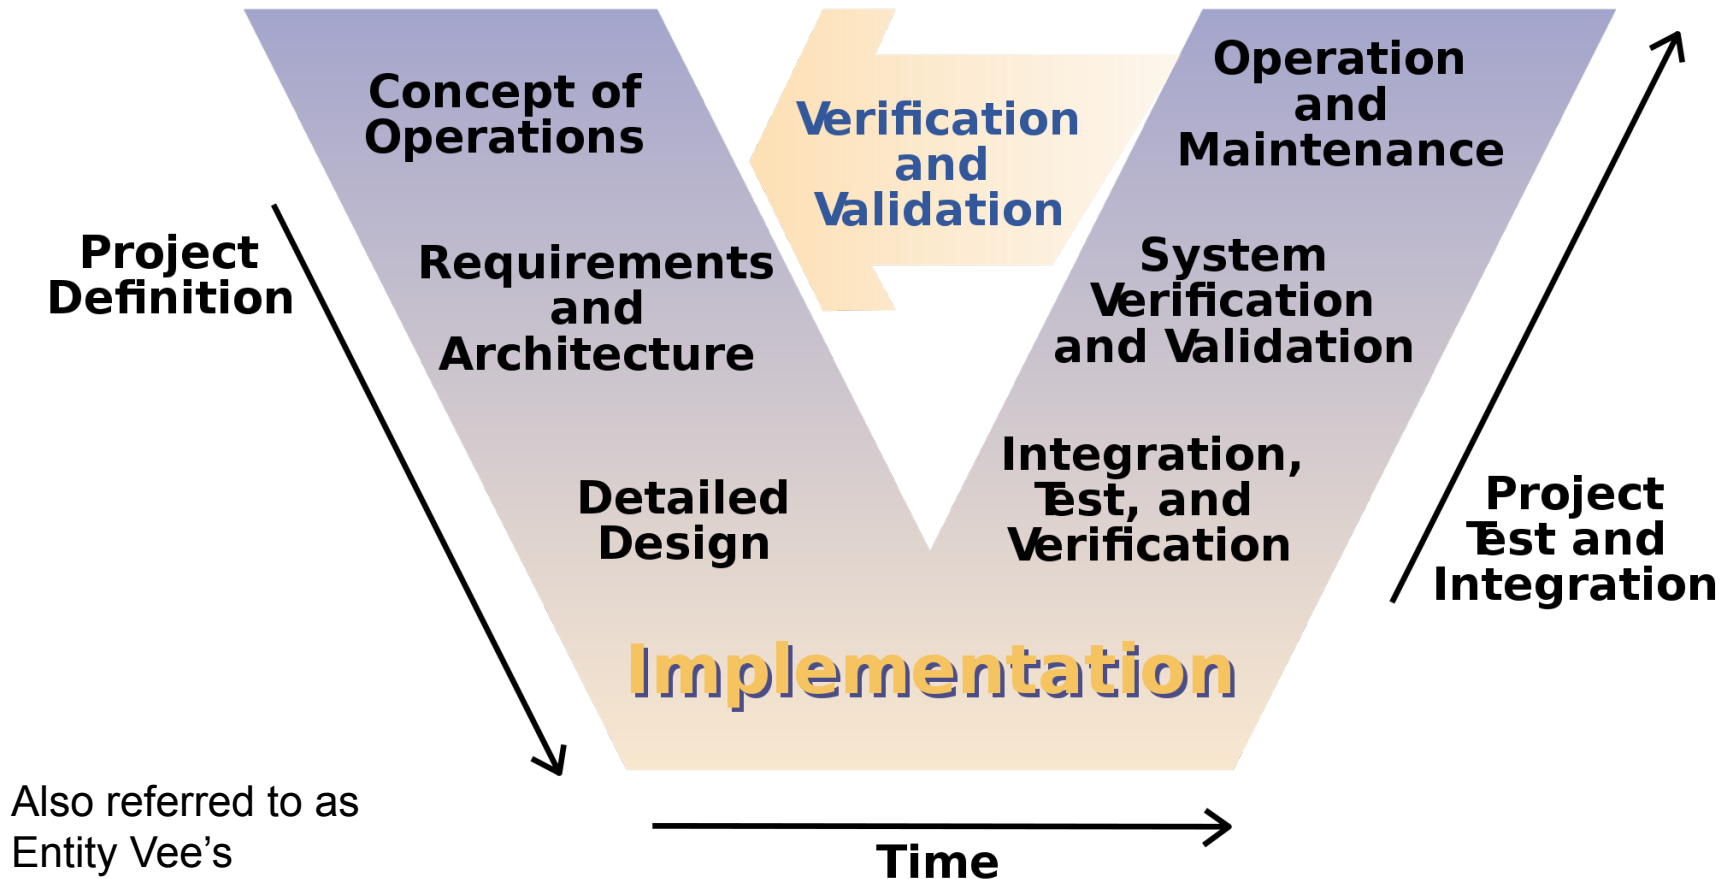 Concept of
Operations
Verification
and
Validation
Operation
and
Maintenance
Project
Definition
Requirements
and
Architecture
System
Verification
and Validation
Detailed
Design
Integration,
Test, and
Verification
Project
Test and
Integration
Implementation
Also referred to as
Entity Vee’s
Time